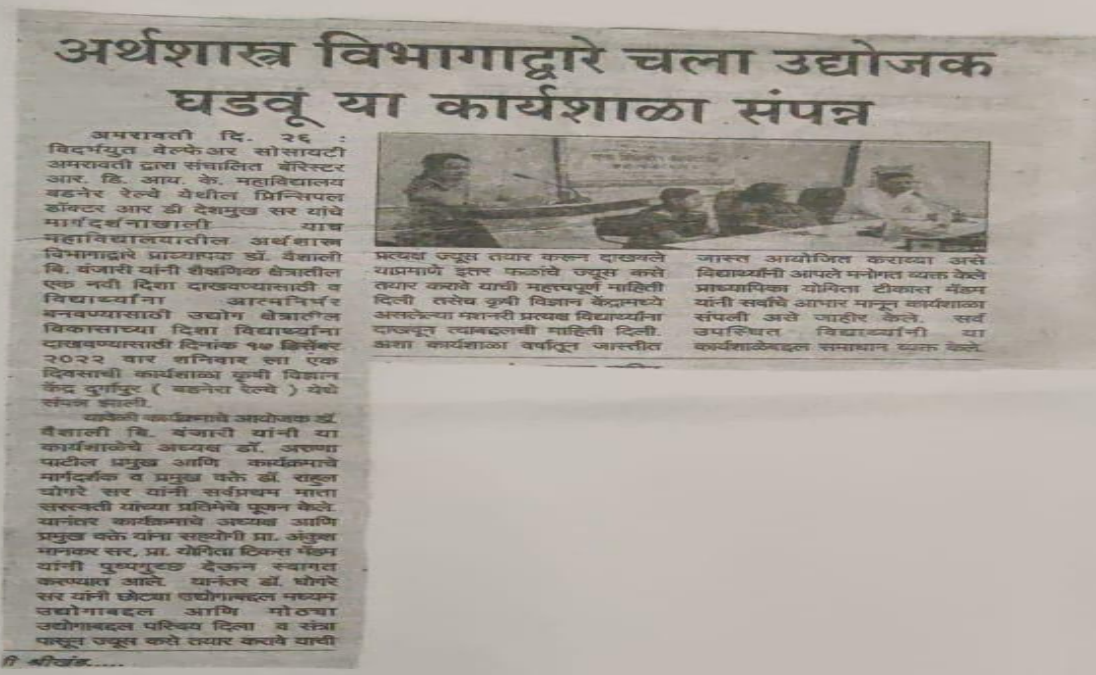 अर्थशास्त्र विभागाद्वारे चला उद्योजक
घडवू या कार्यशाळा संपन्न
अमरावती दि. २६ :
विदर्भयुत वेल्फेअर सोसायटी
अमरावती द्वारा संचालित बॅरिस्टर
आर. डि. आय. के. महाविद्यालय
बडनेर रेल्वे येथील प्रिन्सिपल
डॉक्टर आर डी देशमुख सर यांचे
मार्गदर्शनाखाली याच
महाविद्यालयातील अर्थशास्त्र
विभागाद्वारे प्राध्यापक डॉ. वैशाली
बि. बंजारी यांनी शैक्षणिक क्षेत्रातील
एक नवी दिशा दाखवण्यासाठी व
विद्यार्थ्यांना आत्मनिर्भर
बनवण्यासाठी उद्योग क्षेत्रातील
विकासाच्या दिशा विद्यार्थ्यांना
दाखवण्यासाठी दिनांक १७ डिसेंबर
२०२२ वार शनिवार ला एक
दिवसाची कार्यशाळा कृषी विज्ञान
केंद्र दुर्गापुर ( बडनेरा रेल्वे ) येथे
संपन्न झाली.
यावेळी कार्यक्रमाचे आयोजक डॉ.
वैशाली बि. बंजारी यांनी या
कार्यशाळेचे अध्यक्ष डॉ. अरुणा
पाटील प्रमुख आणि कार्यक्रमाचे
मार्गदर्शक व प्रमुख वक्ते डॉ. राहुल
घोगरे सर यांनी सर्वप्रथम माता
सरस्वती यांच्या प्रतिमेचे पूजन केले.
यानंतर कार्यक्रमाचे अध्यक्ष आणि
प्रमुख वक्ते यांना सहयोगी प्रा. अंकुश
मानकर सर, प्रा. योगिता टिकस मॅडम
यांनी पुष्पगुच्छ देऊन स्वागत
करण्यात आले. यानंतर डॉ. घोगरे
सर यांनी छोट्या उद्योगाबद्दल मध्यम
उद्योगाबद्दल आणि मोठ्या
उद्योगाबद्दल परिचय दिला व संत्रा
पासून ज्यूस कसे तयार करावे याची
प्रत्यक्ष ज्यूस तयार करून दाखवले
याप्रमाणे इतर फळांचे ज्यूस कसे
तयार करावे याची महत्त्वपूर्ण माहिती
दिली. तसेच कृषी विज्ञान केंद्रामध्ये
असलेल्या मशनरी प्रत्यक्ष विद्यार्थ्यांना
दाखवून त्याबद्दलची माहिती दिली.
अशा कार्यशाळा वर्षातून जास्तीत
जास्त आयोजित कराव्या असे
विद्यार्थ्यांनी आपले मनोगत व्यक्त केले
प्राध्यापिका योगिता टीकास मॅडम
यांनी सर्वांचे आभार मानून कार्यशाळा
संपली असे जाहीर केले. सर्व
उपस्थित विद्यार्थ्यांनी या
कार्यशाळेबद्दल समाधान व्यक्त केले.